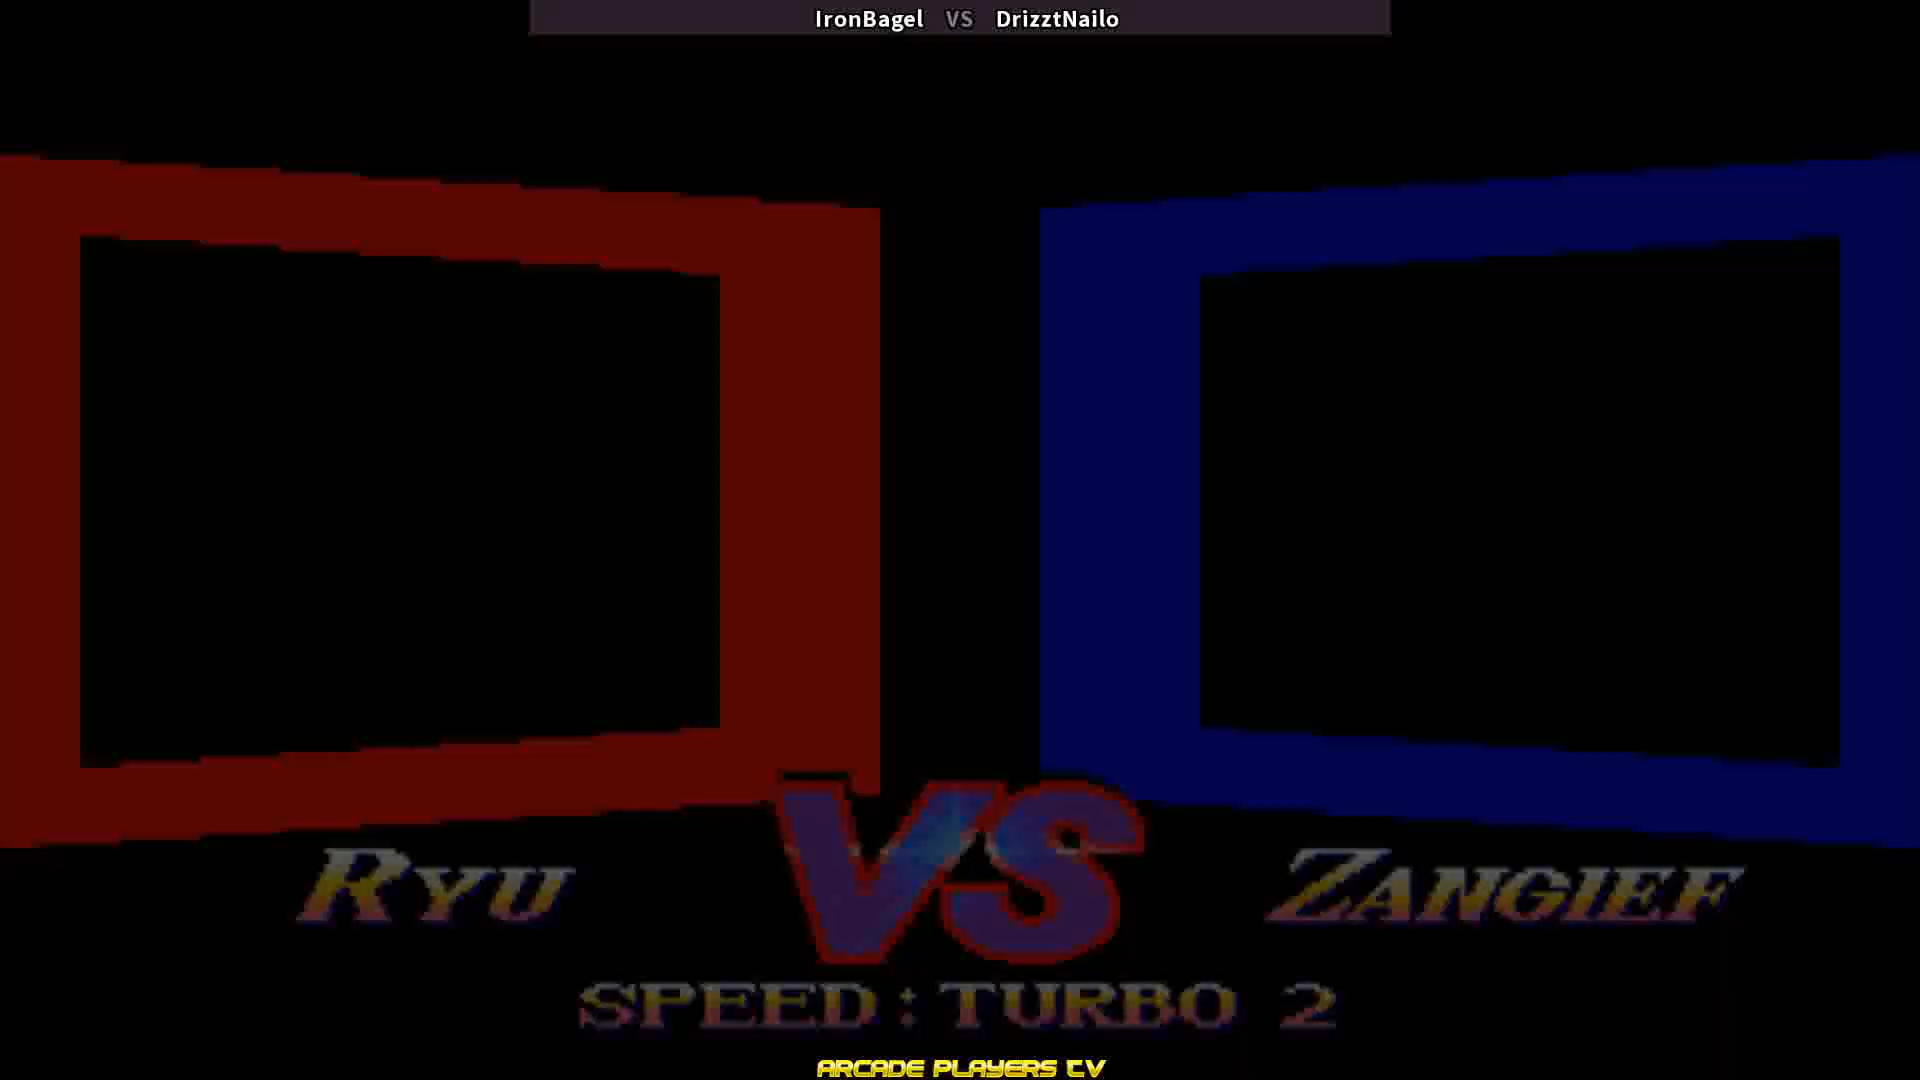 IronBagel VS DrizztNailo
RYU VS ZANGIEF
SPEED: TURBO 2
ARCADE PLAYERS TV